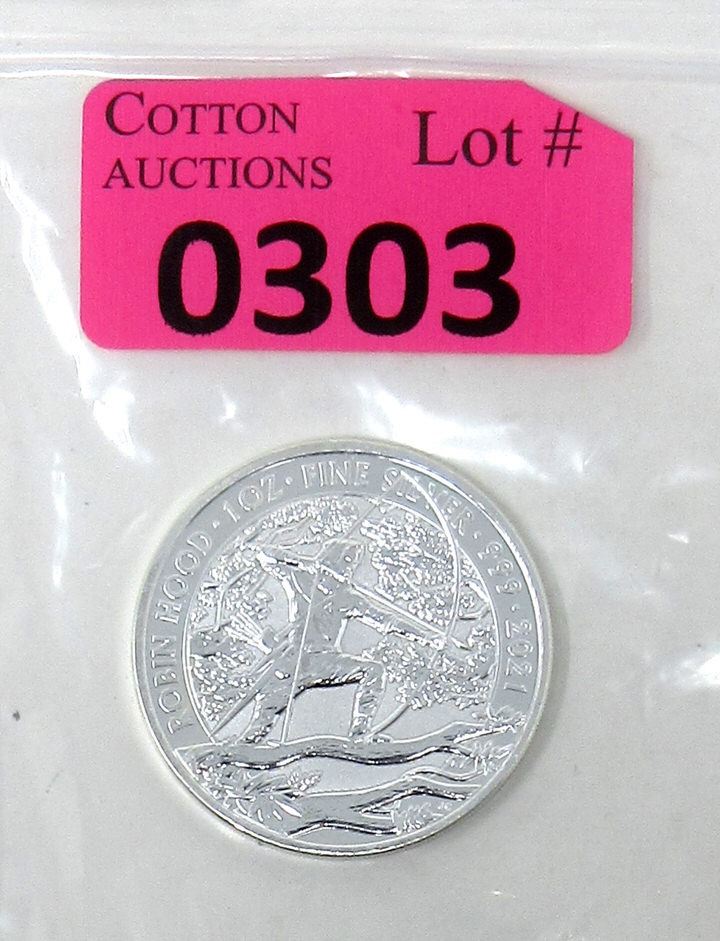 COTTON
AUCTIONS
Lot #
0303
ROBIN HOOD · 1OZ · FINE SILVER · 999 · 2021